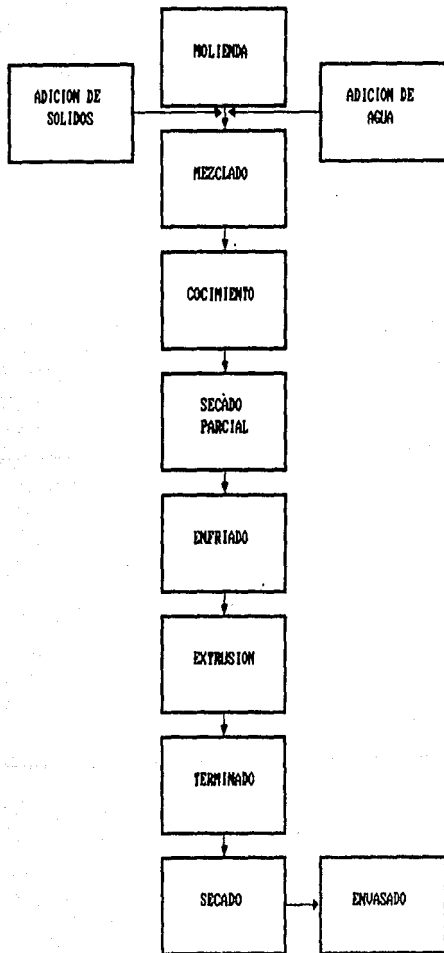 MOLIENDA
ADICION DE
SOLIDOS
ADICION DE
AGUA
MEZCLADO
COCIMIENTO
SECADO
PARCIAL
ENFRIADO
EXTRUSION
TERMINADO
SECADO
ENVASADO